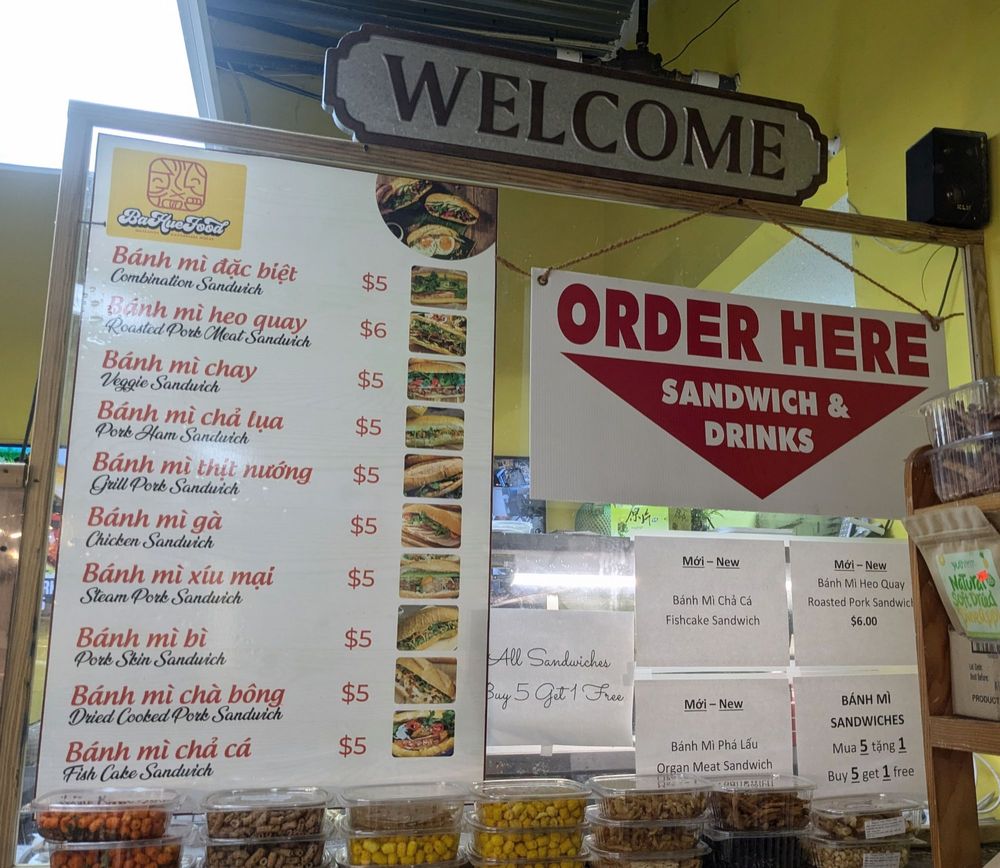 WELCOME
BaHueFood
Bánh mì đặc biệt
Combination Sandwich
$5
Bánh mì heo quay
Roasted Pork Meat Sandwich
$6
Bánh mì chay
Veggie Sandwich
$5
Bánh mì chả lụa
Pork Ham Sandwich
$5
Bánh mì thịt nướng
Grill Pork Sandwich
$5
Bánh mì gà
Chicken Sandwich
$5
Bánh mì xíu mại
Steam Pork Sandwich
$5
Bánh mì bì
Pork Skin Sandwich
$5
Bánh mì chà bông
Dried Cooked Pork Sandwich
$5
Bánh mì chả cá
Fish Cake Sandwich
$5
ORDER HERE
SANDWICH &
DRINKS
All Sandwiches
Buy 5 Get 1 Free
Mới – New
Bánh Mì Chả Cá
Fishcake Sandwich
Mới – New
Bánh Mì Heo Quay
Roasted Pork Sandwich
$6.00
Mới – New
Bánh Mì Phá Lấu
Organ Meat Sandwich
BÁNH MÌ
SANDWICHES
Mua 5 tặng 1
Buy 5 get 1 free
Natural
Soft Dried